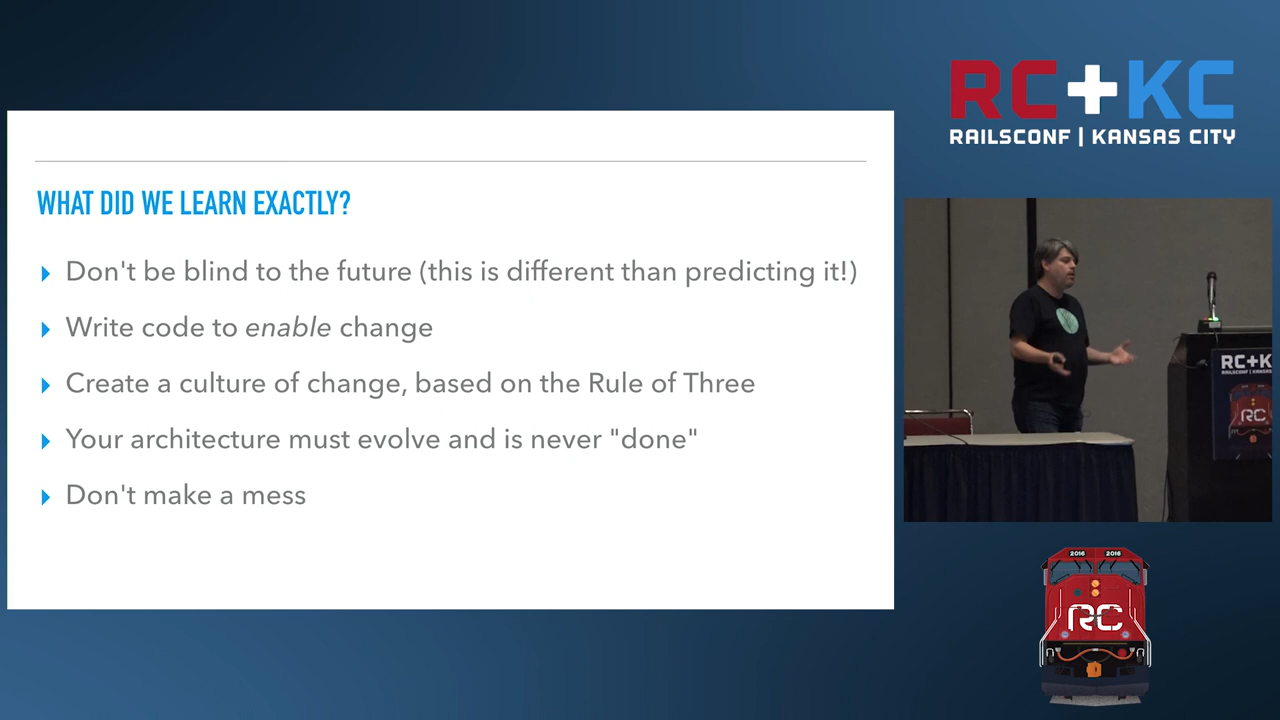 RC+KC
RAILSCONF | KANSAS CITY
WHAT DID WE LEARN EXACTLY?
Don't be blind to the future (this is different than predicting it!)
Write code to enable change
Create a culture of change, based on the Rule of Three
Your architecture must evolve and is never "done"
Don't make a mess
RC+K
RAILSCONF | KANSAS
RC
2016 2016
RC